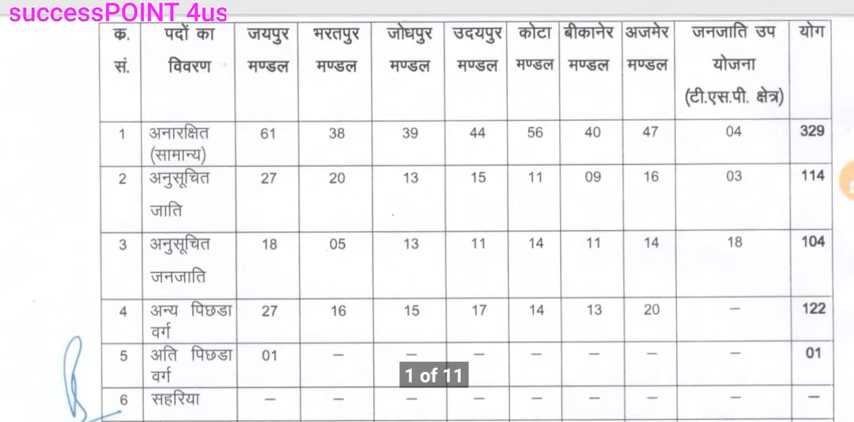 successPOINT 4us
क. पदों का जयपुर भरतपुर जोधपुर उदयपुर कोटा बीकानेर अजमेर जनजाति उप योग
सं. विवरण मण्डल मण्डल मण्डल मण्डल मण्डल मण्डल मण्डल योजना
(टी.एस.पी. क्षेत्र)
1 अनारक्षित 61 38 39 44 56 40 47 04 329
(सामान्य)
2 अनुसूचित 27 20 13 15 11 09 16 03 114
जाति
3 अनुसूचित 18 05 13 11 14 11 14 18 104
जनजाति
4 अन्य पिछडा 27 16 15 17 14 13 20 – 122
वर्ग
5 अति पिछडा 01 – – – – – – – 01
वर्ग
1 of 11
6 सहरिया – – – – – – – – –